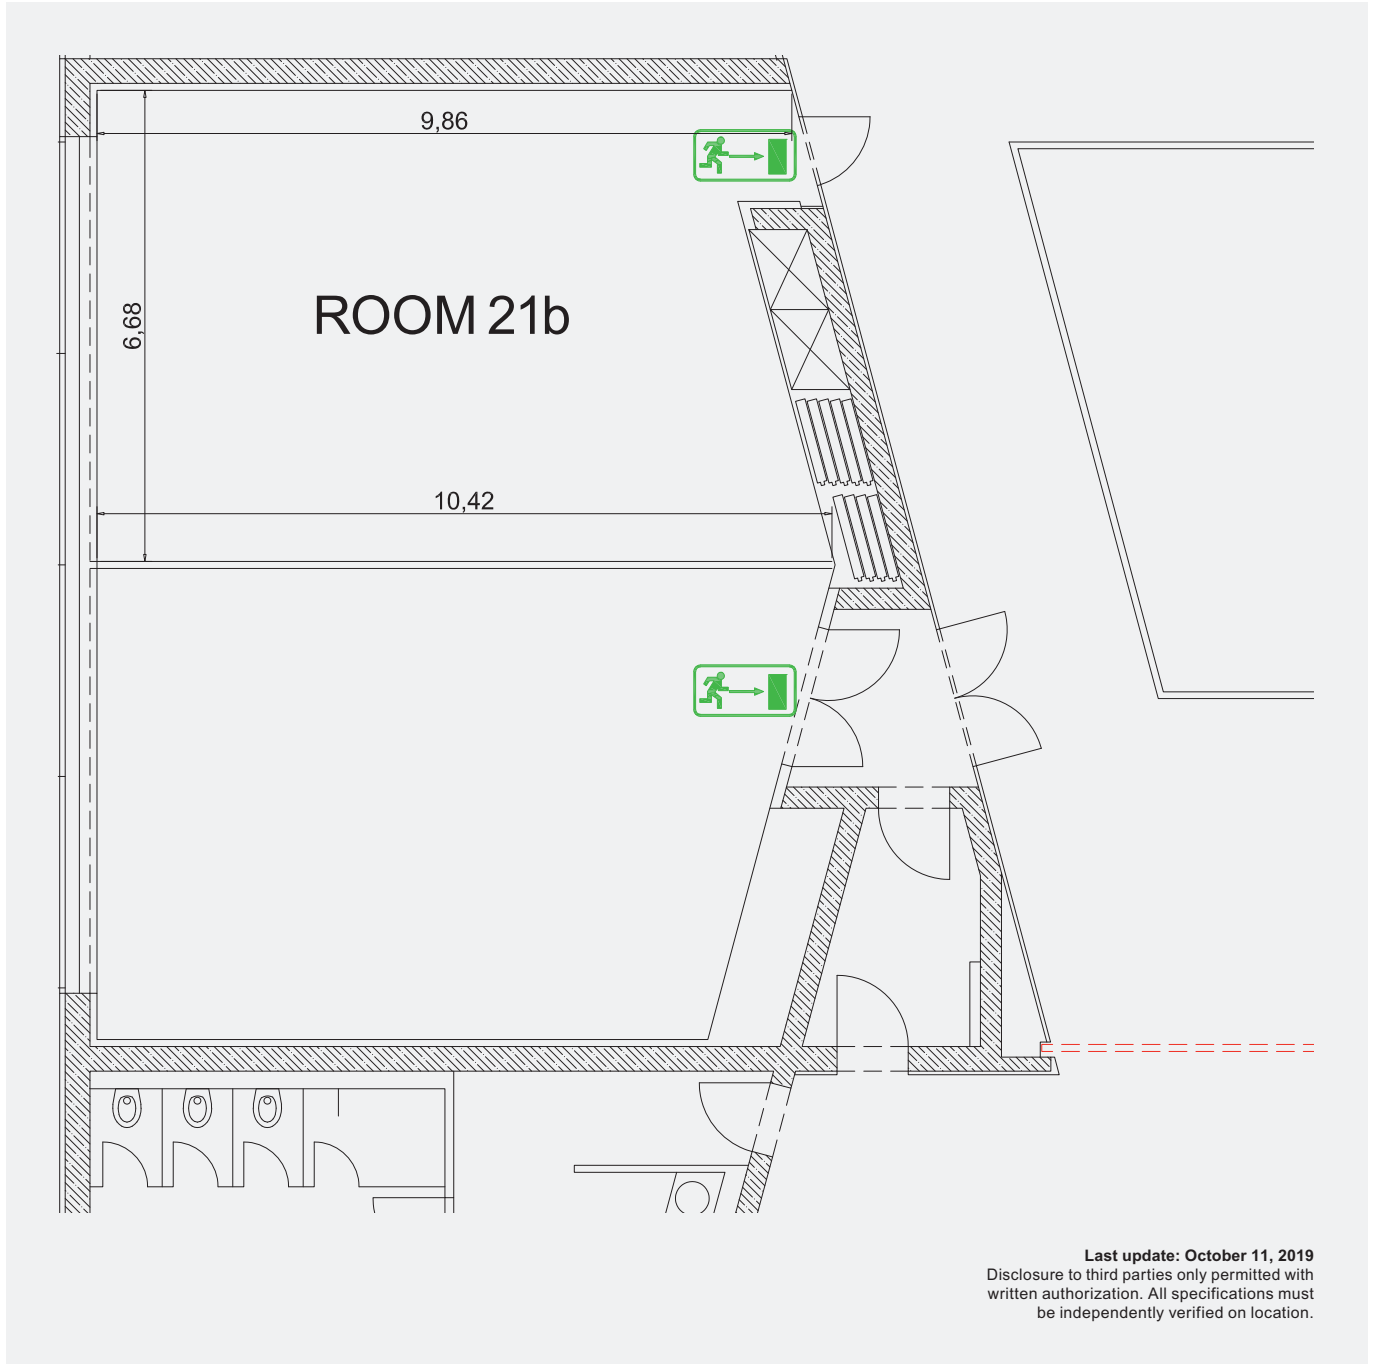 9,86
6,68
ROOM 21b
10,42
Last update: October 11, 2019
Disclosure to third parties only permitted with
written authorization. All specifications must
be independently verified on location.